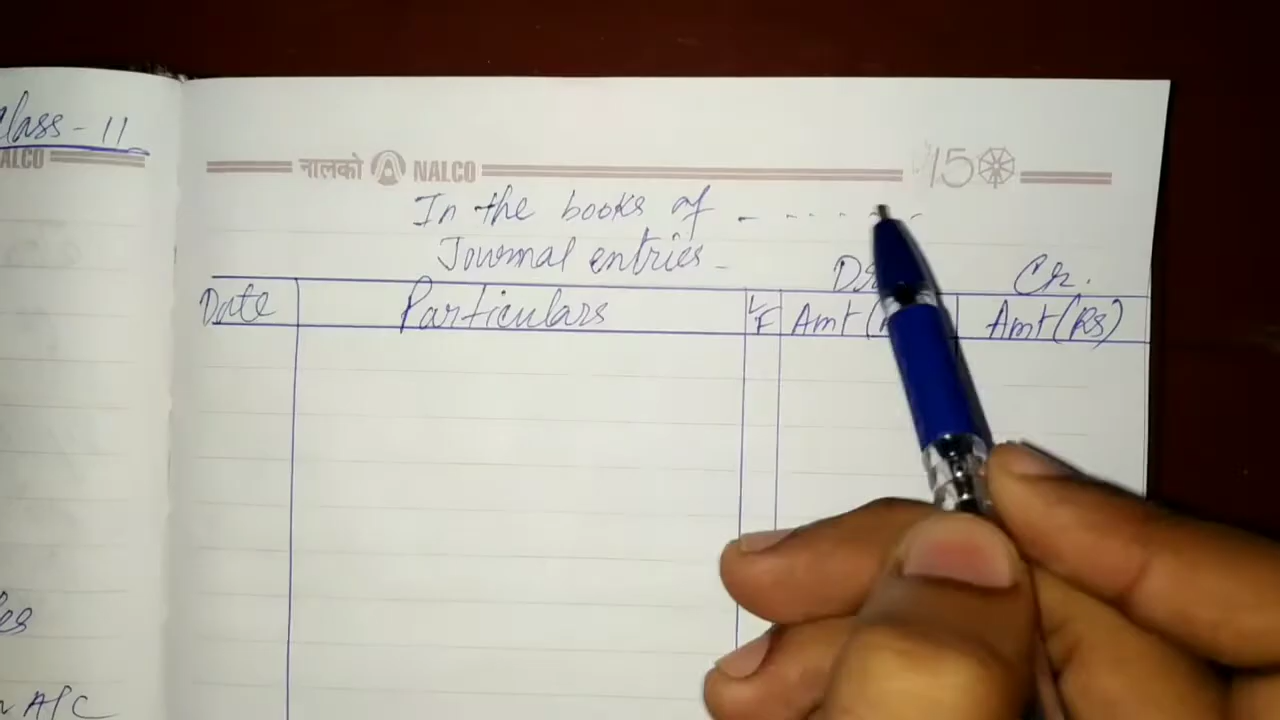 Class - 11
NALCO
नालको NALCO 150
In the books of - - - - - -
Journal entries -
Dr Cr.
Date Particulars L F Amt ( Amt (Rs)
A/C